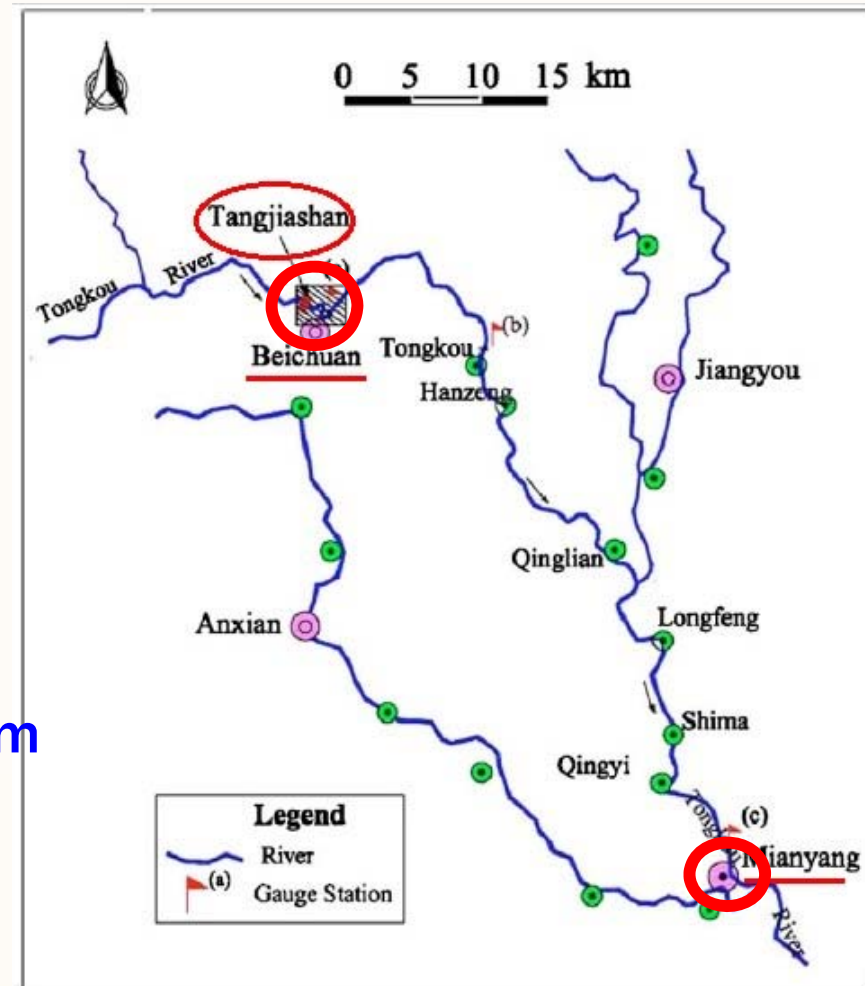 0 5 10 15 km
Tangjiashan
River
Tongkou
(b)
Beichuan
Tongkou
Jiangyou
Hanzeng
Qinglian
Anxian
Longfeng
m
Shima
Qingyi
(c)
Mianyang
River
Legend
River
(a)
Gauge Station